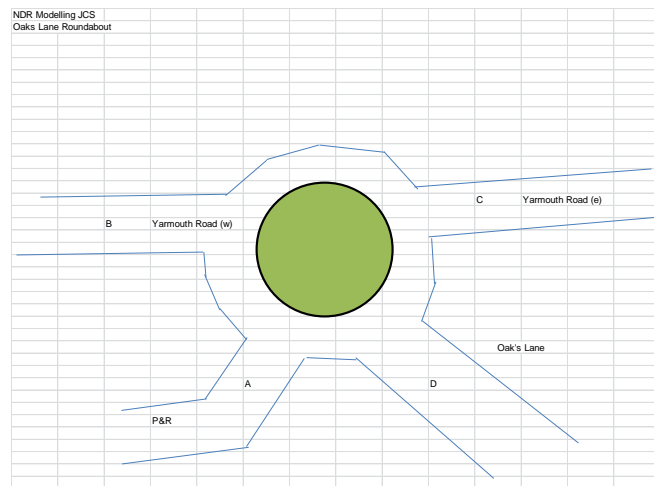 NDR Modelling JCS
Oaks Lane Roundabout
C Yarmouth Road (e)
B Yarmouth Road (w)
Oak's Lane
A
D
P&R